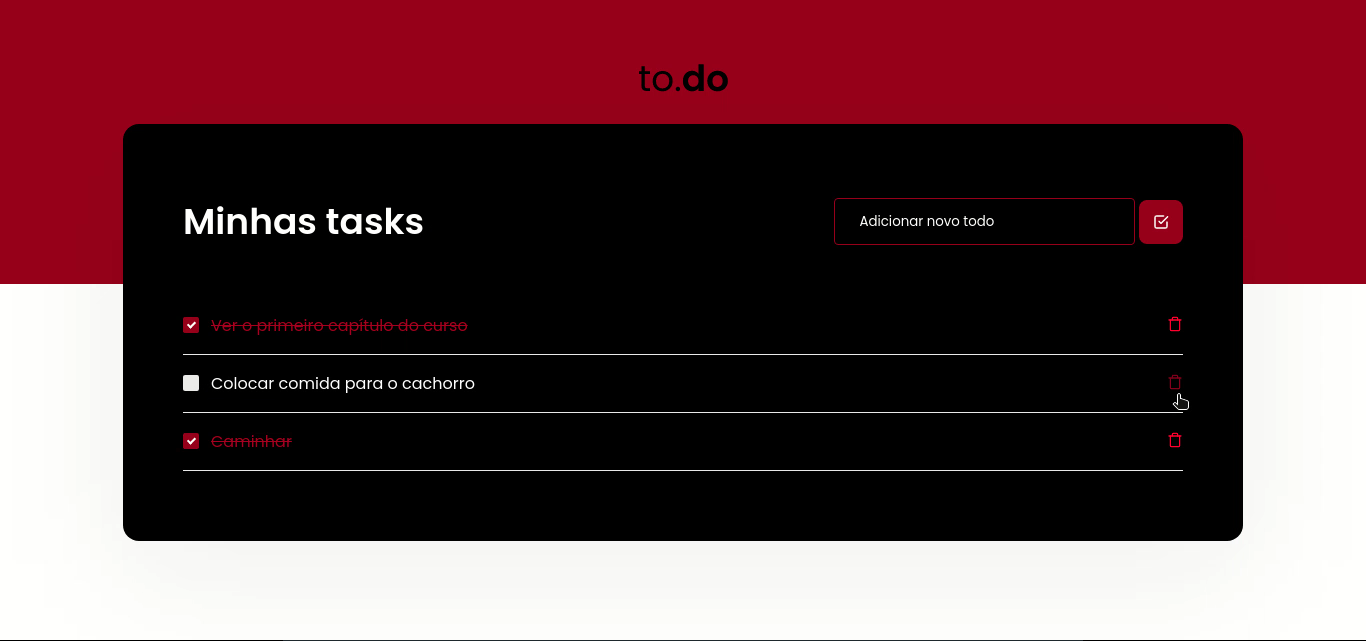 to.do
Minhas tasks
Adicionar novo todo
Ver o primeiro capítulo do curso
Colocar comida para o cachorro
Caminhar